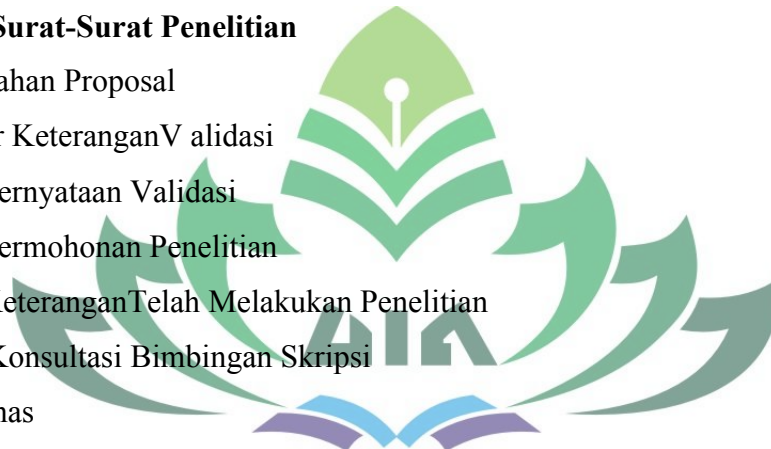 Surat-Surat Penelitian
ahan Proposal
r KeteranganV alidasi
ernyataan Validasi
ermohonan Penelitian
KeteranganTelah Melakukan Penelitian
Konsultasi Bimbingan Skripsi
nas